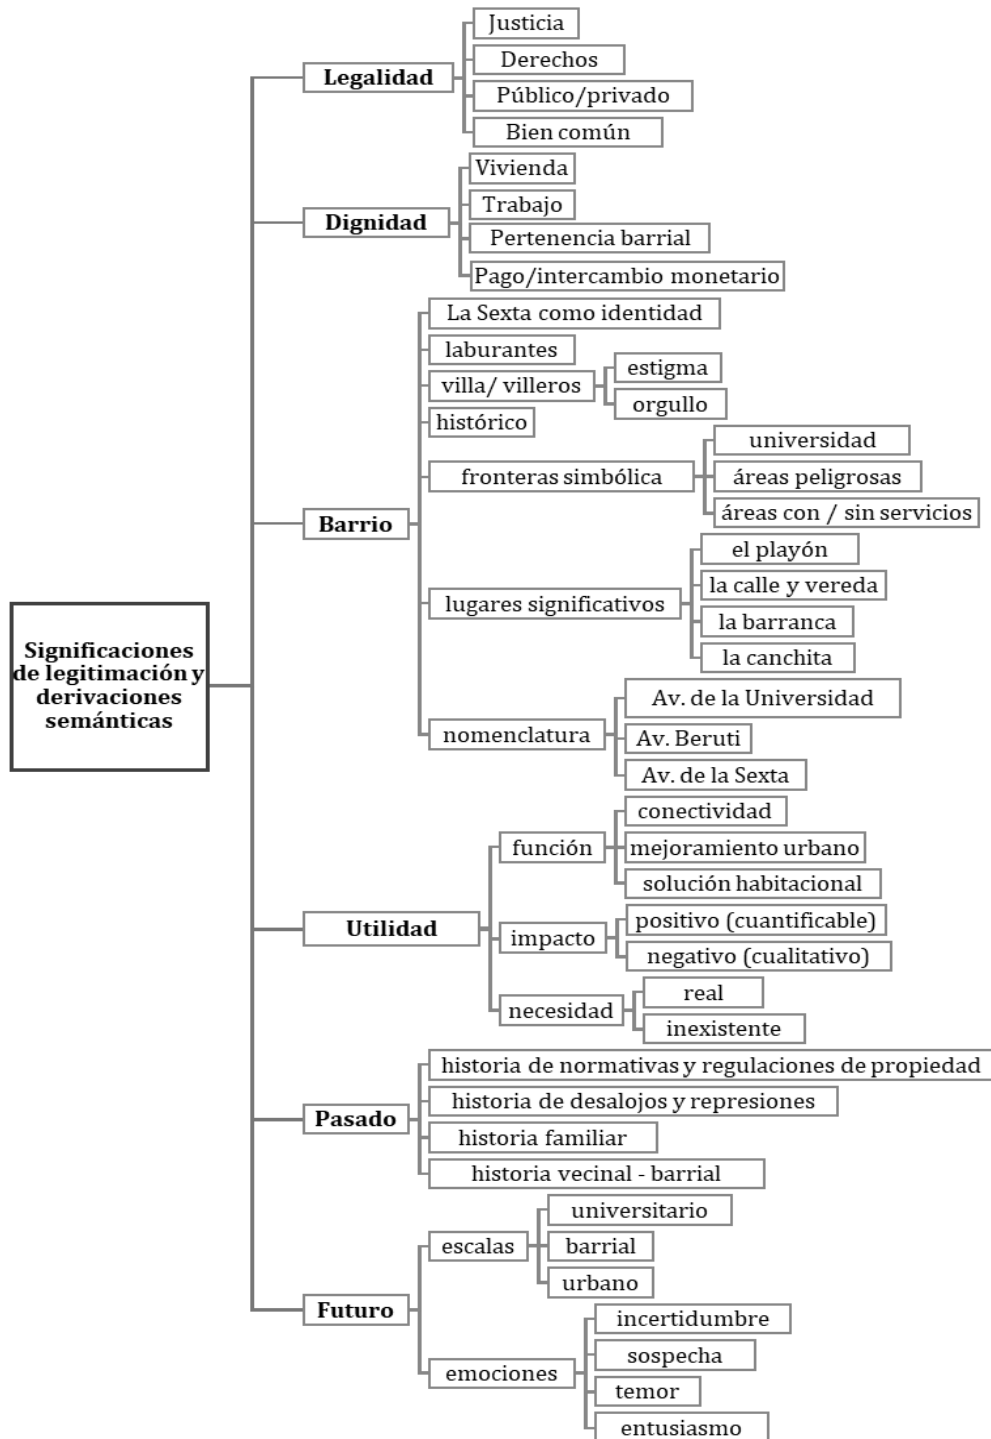 Significaciones
de legitimación y
derivaciones
semánticas
Legalidad
Justicia
Derechos
Público/privado
Bien común
Dignidad
Vivienda
Trabajo
Pertenencia barrial
Pago/intercambio monetario
Barrio
La Sexta como identidad
laburantes
villa/ villeros
estigma
orgullo
histórico
fronteras simbólica
universidad
áreas peligrosas
áreas con / sin servicios
lugares significativos
el playón
la calle y vereda
la barranca
la canchita
nomenclatura
Av. de la Universidad
Av. Beruti
Av. de la Sexta
Utilidad
función
conectividad
mejoramiento urbano
solución habitacional
impacto
positivo (cuantificable)
negativo (cualitativo)
necesidad
real
inexistente
Pasado
historia de normativas y regulaciones de propiedad
historia de desalojos y represiones
historia familiar
historia vecinal - barrial
Futuro
escalas
universitario
barrial
urbano
emociones
incertidumbre
sospecha
temor
entusiasmo